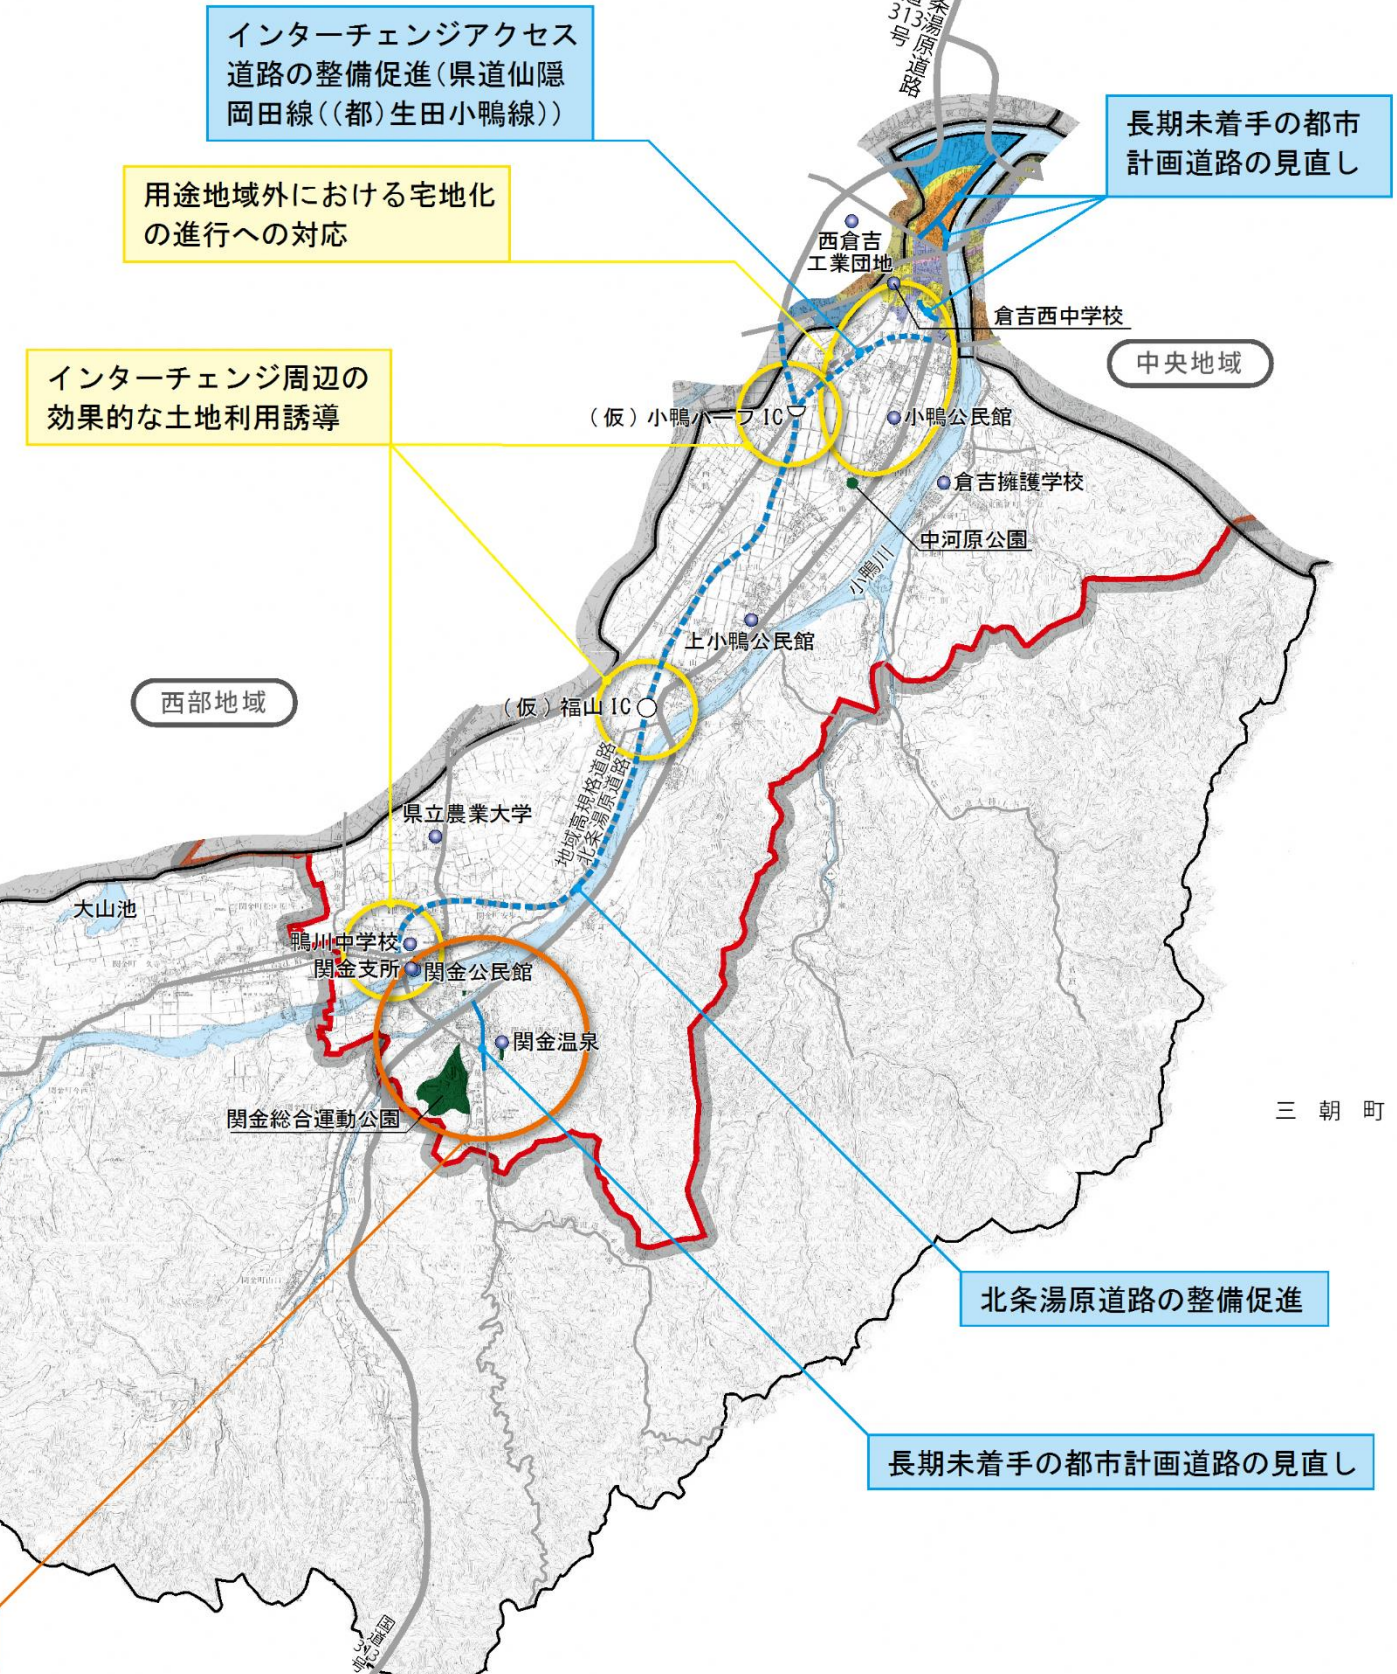 インターチェンジアクセス
道路の整備促進(県道仙隠
岡田線((都)生田小鴨線))
条湯原道路
313号
長期未着手の都市
計画道路の見直し
用途地域外における宅地化
の進行への対応
西倉吉
工業団地
倉吉西中学校
中央地域
インターチェンジ周辺の
効果的な土地利用誘導
(仮)小鴨ハーフIC
小鴨公民館
倉吉擁護学校
中河原公園
小鴨川
上小鴨公民館
西部地域
(仮)福山IC
地域高規格道路
北条湯原道路
県立農業大学
大山池
鴨川中学校
関金支所
関金公民館
関金温泉
関金総合運動公園
三朝町
北条湯原道路の整備促進
長期未着手の都市計画道路の見直し
国道313号